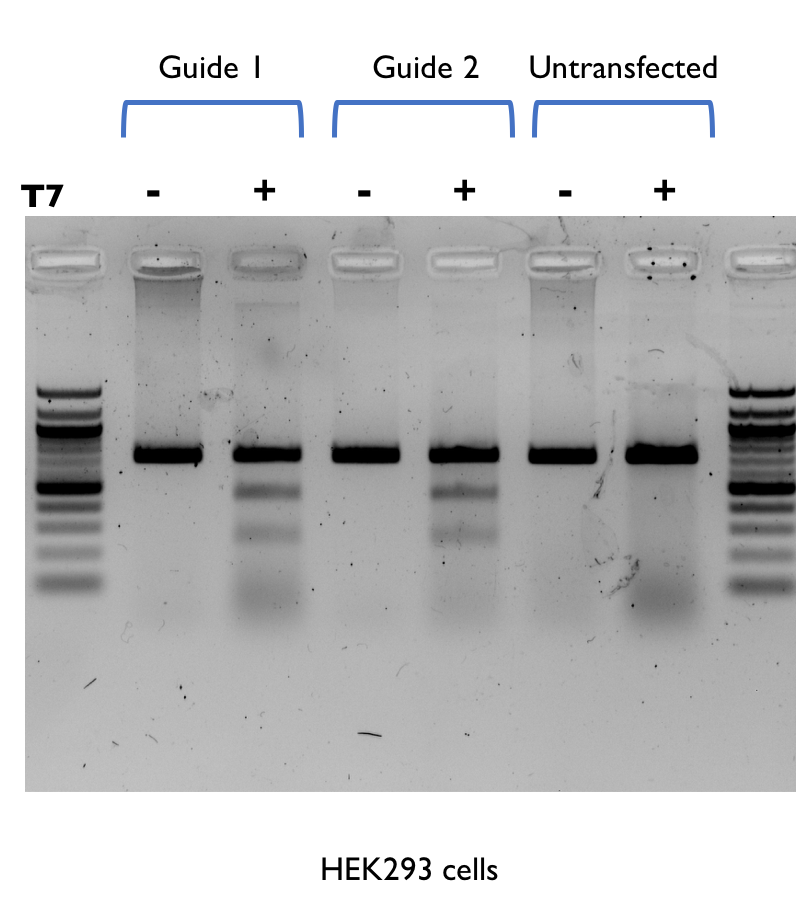 Guide 1 Guide 2 Untransfected
T7 - + - + - +
HEK293 cells